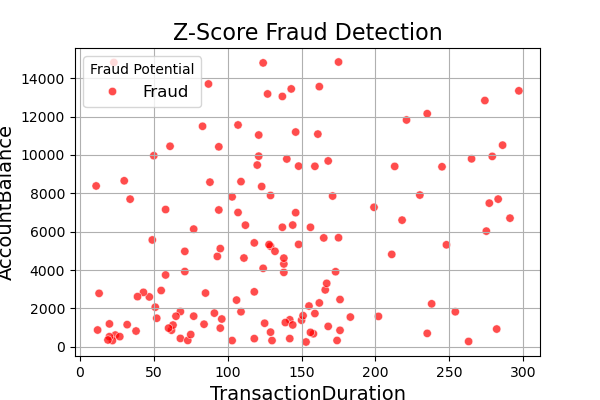 Z-Score Fraud Detection
Fraud Potential
Fraud
14000
12000
10000
8000
6000
4000
2000
0
AccountBalance
0 50 100 150 200 250 300
TransactionDuration